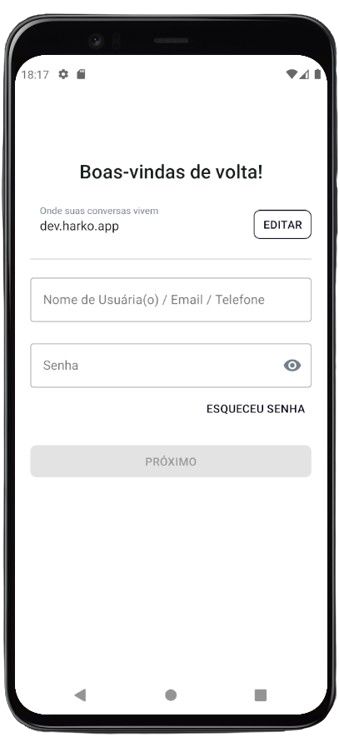 18:17
Boas-vindas de volta!
Onde suas conversas vivem
dev.harko.app
EDITAR
Nome de Usuária(o) / Email / Telefone
Senha
ESQUECEU SENHA
PRÓXIMO